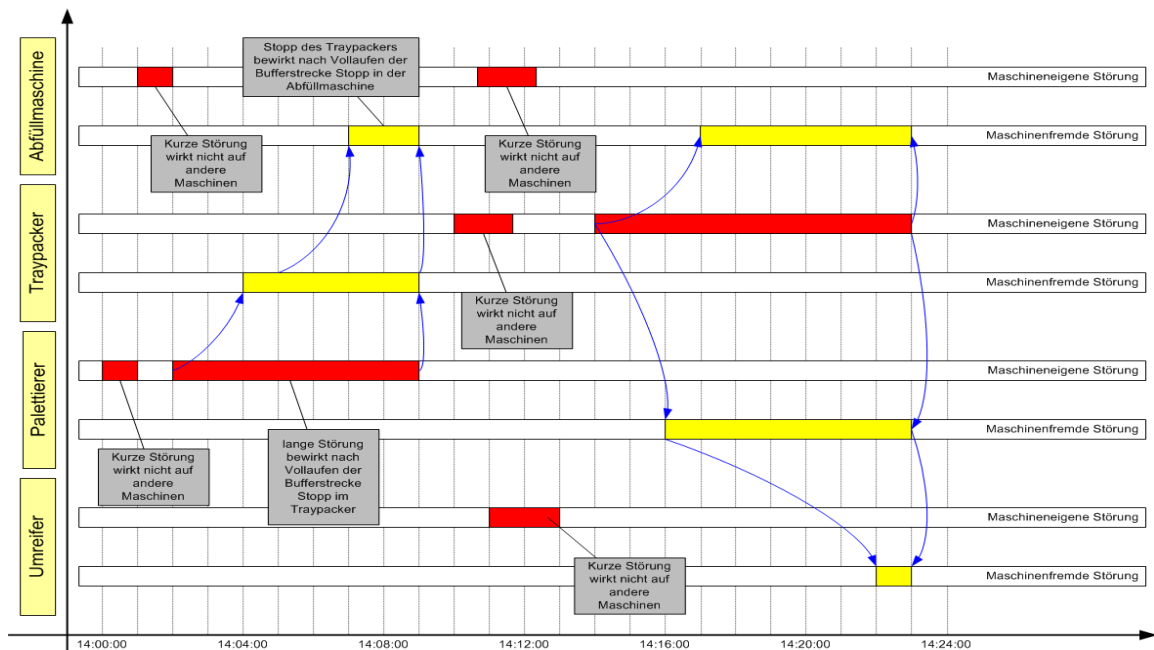 Abfüllmaschine
Stopp des Traypackers
bewirkt nach Vollaufen der
Bufferstrecke Stopp in der
Abfüllmaschine
Maschineneigene Störung
Kurze Störung
wirkt nicht auf
andere
Maschinen
Kurze Störung
wirkt nicht auf
andere
Maschinen
Maschinenfremde Störung
Traypacker
Maschineneigene Störung
Maschinenfremde Störung
Kurze Störung
wirkt nicht auf
andere
Maschinen
Palettierer
Maschineneigene Störung
Maschinenfremde Störung
Kurze Störung
wirkt nicht auf
andere
Maschinen
lange Störung
bewirkt nach
Vollaufen der
Bufferstrecke
Stopp im
Traypacker
Umreifer
Maschineneigene Störung
Maschinenfremde Störung
Kurze Störung
wirkt nicht auf
andere
Maschinen
14:00:00
14:04:00
14:08:00
14:12:00
14:16:00
14:20:00
14:24:00